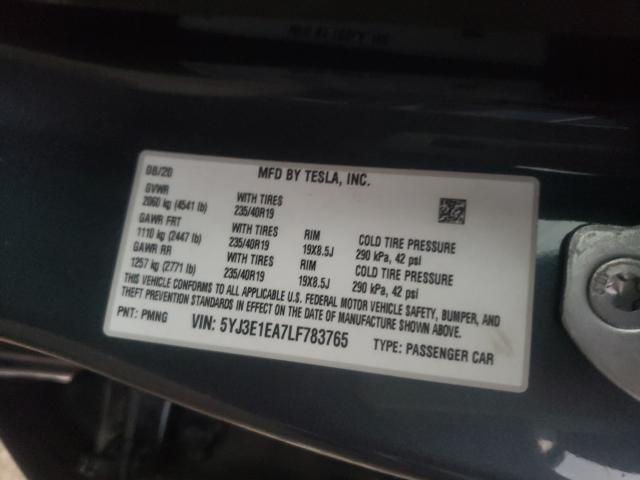 08/20 MFD BY TESLA, INC.
GVWR
2060 kg (4541 lb) WITH TIRES 235/40R19
GAWR FRT
1110 kg (2447 lb) WITH TIRES 235/40R19 RIM 19X8.5J COLD TIRE PRESSURE 290 kPa, 42 psi
GAWR RR
1257 kg (2771 lb) WITH TIRES 235/40R19 RIM 19X8.5J COLD TIRE PRESSURE 290 kPa, 42 psi
THIS VEHICLE CONFORMS TO ALL APPLICABLE U.S. FEDERAL MOTOR VEHICLE SAFETY, BUMPER, AND
THEFT PREVENTION STANDARDS IN EFFECT ON THE DATE OF MANUFACTURE SHOWN ABOVE.
PNT: PMNG VIN: 5YJ3E1EA7LF783765 TYPE: PASSENGER CAR